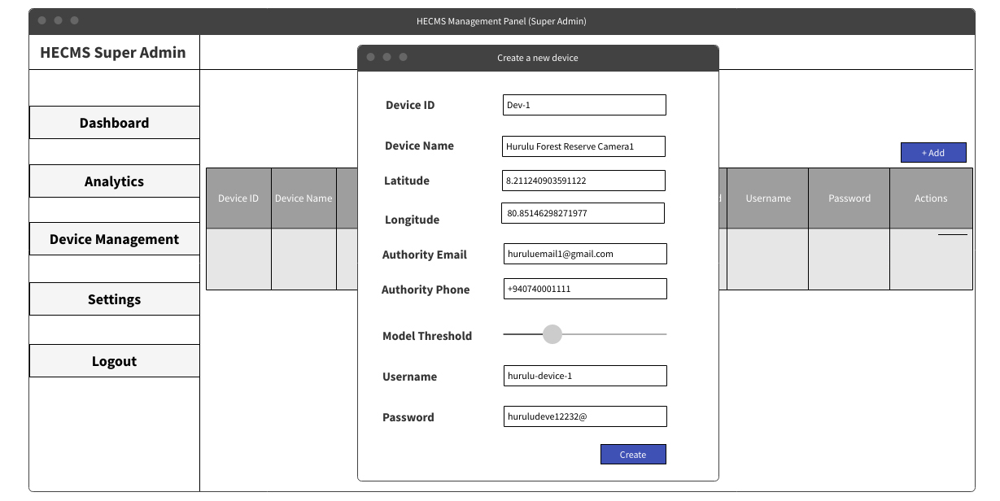 HECMS Management Panel (Super Admin)
HECMS Super Admin
Dashboard
Analytics
Device Management
Settings
Logout
+ Add
Device ID
Device Name
Username
Password
Actions
Create a new device
Device ID
Dev-1
Device Name
Hurulu Forest Reserve Camera1
Latitude
8.211240903591122
Longitude
80.85146298271977
Authority Email
huruluemail1@gmail.com
Authority Phone
+940740001111
Model Threshold
Username
hurulu-device-1
Password
huruludeve12232@
Create